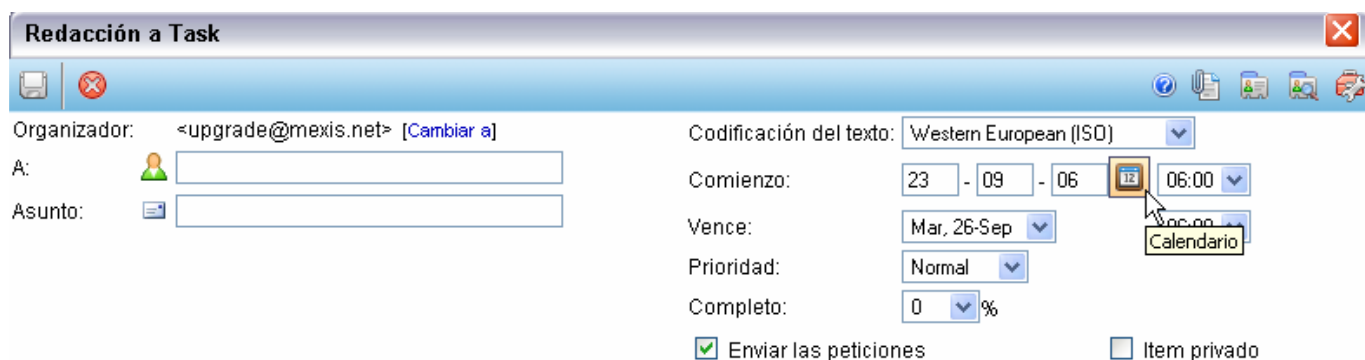 Redacción a Task
Organizador: <upgrade@mexis.net> [Cambiar a]
A:
Asunto:
Codificación del texto: Western European (ISO)
Comienzo: 23 - 09 - 06 12 06:00
Vence: Mar, 26-Sep
Calendario
Prioridad: Normal
Completo: 0 %
Enviar las peticiones
Item privado